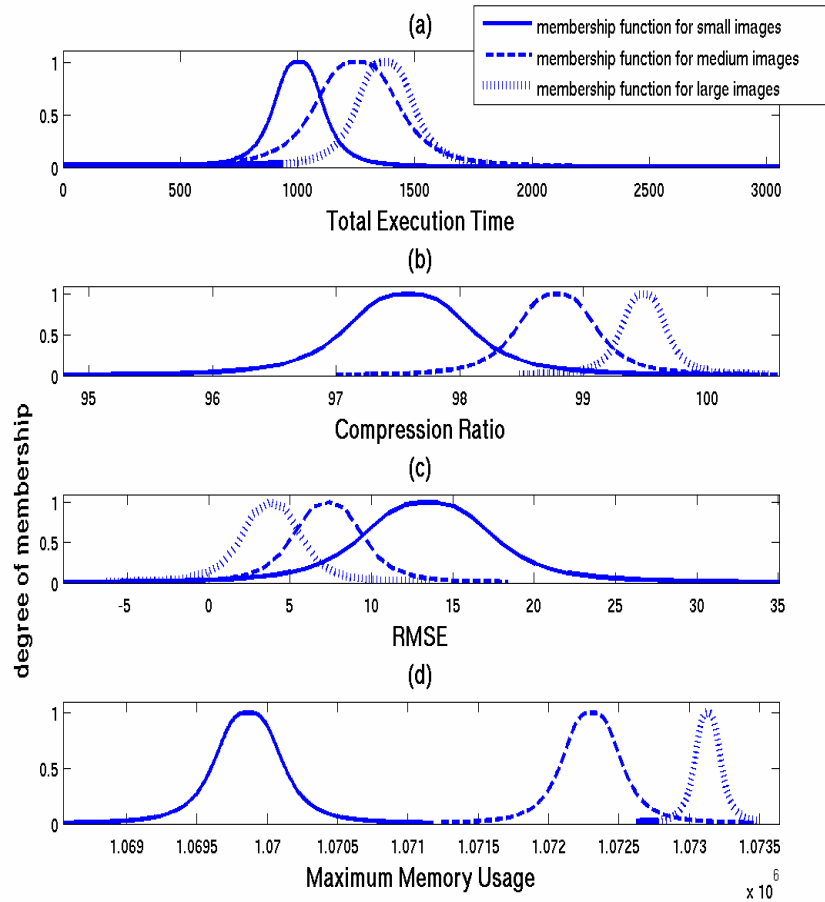 (a)
membership function for small images
membership function for medium images
membership function for large images
1
0.5
0
0 500 1000 1500 2000 2500 3000
Total Execution Time
(b)
1
0.5
0
95 96 97 98 99 100
Compression Ratio
(c)
1
0.5
0
-5 0 5 10 15 20 25 30 35
RMSE
degree of membership
(d)
1
0.5
0
1.069 1.0695 1.07 1.0705 1.071 1.0715 1.072 1.0725 1.073 1.0735
Maximum Memory Usage
x 10^6